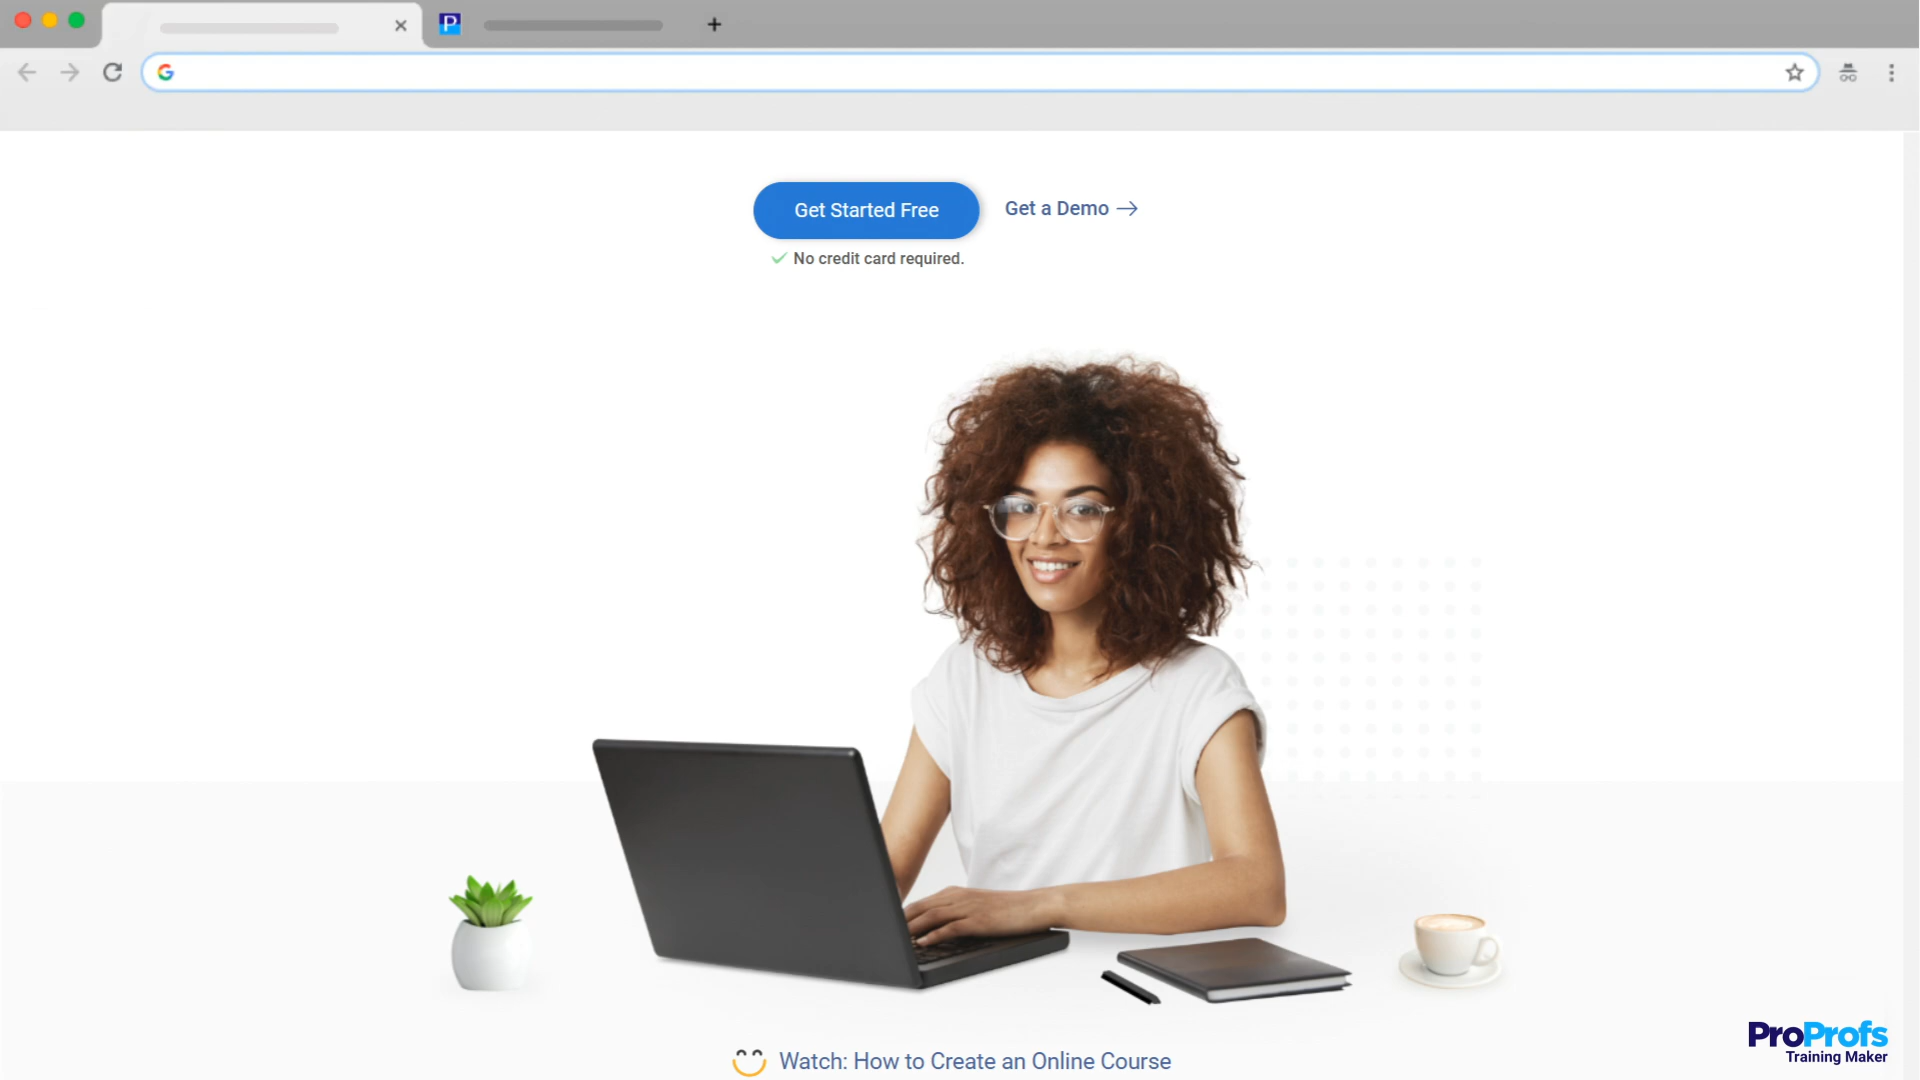 P
Get Started Free
Get a Demo
No credit card required.
Watch: How to Create an Online Course
ProProfs
Training Maker